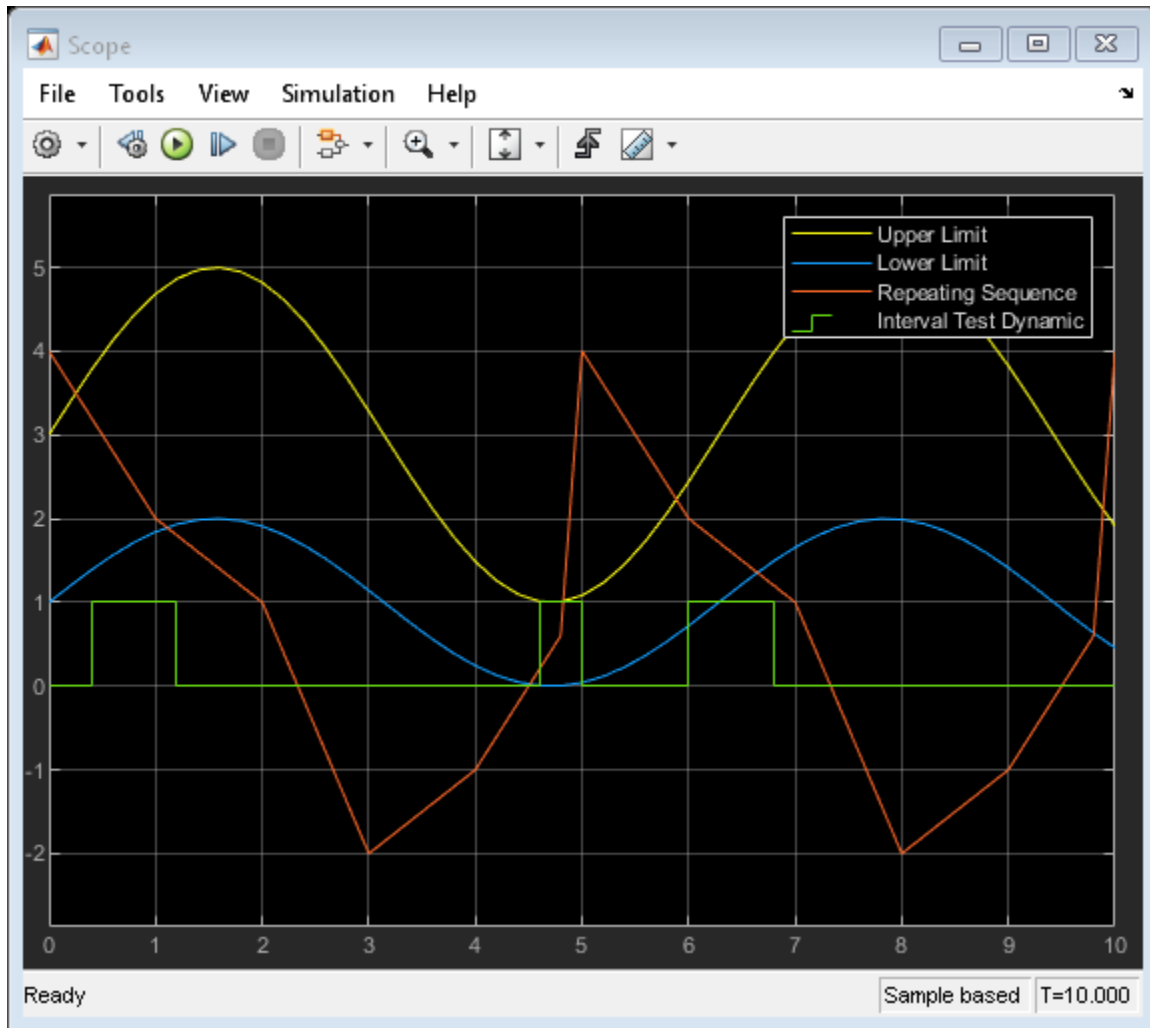 Scope
File Tools View Simulation Help
Upper Limit
Lower Limit
Repeating Sequence
Interval Test Dynamic
5
4
3
2
1
0
-1
-2
0 1 2 3 4 5 6 7 8 9 10
Ready Sample based T=10.000